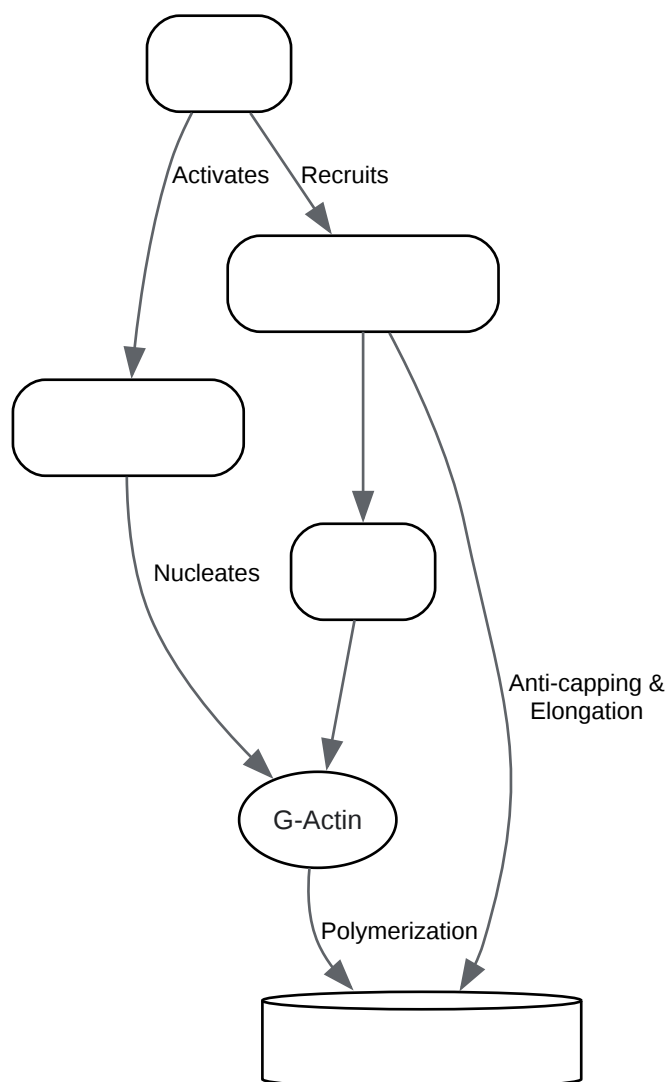 Activates
Recruits
Nucleates
Anti-capping &
Elongation
G-Actin
Polymerization